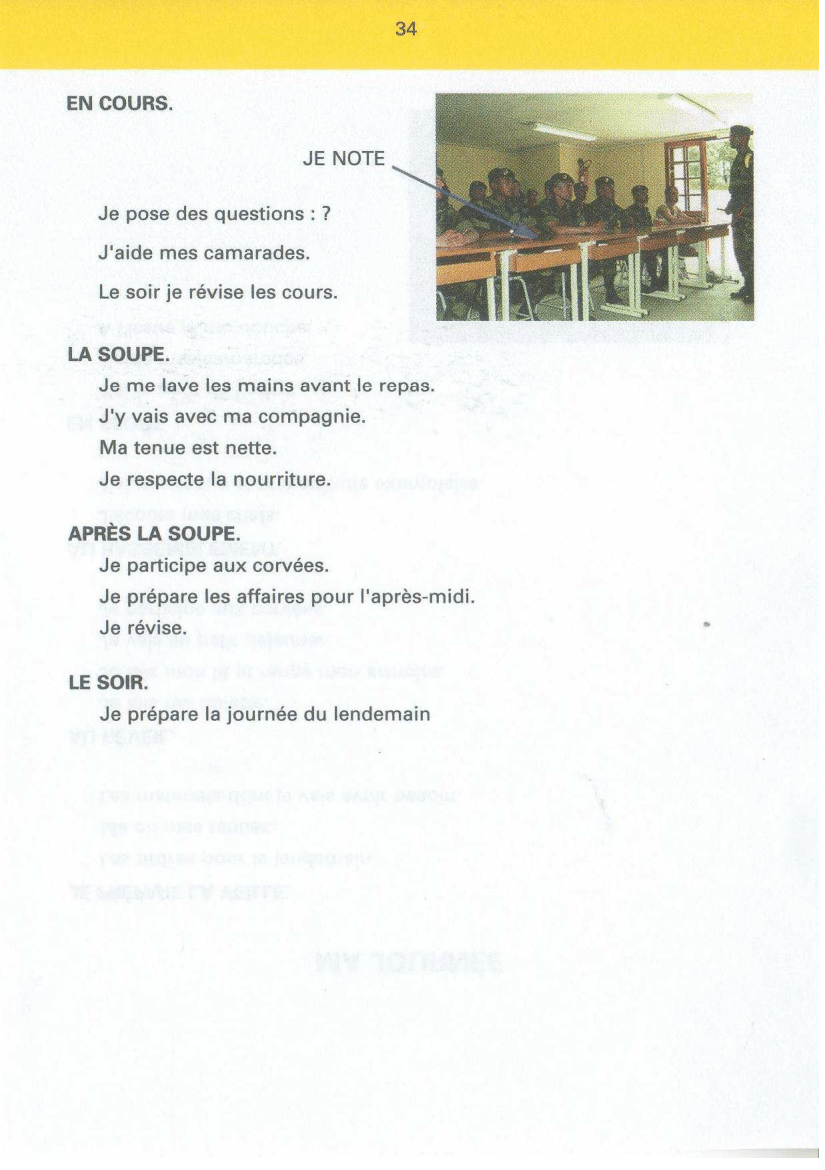 34
EN COURS.
JE NOTE
Je pose des questions : ?
J'aide mes camarades.
Le soir je révise les cours.
LA SOUPE.
Je me lave les mains avant le repas.
J'y vais avec ma compagnie.
Ma tenue est nette.
Je respecte la nourriture.
APRÈS LA SOUPE.
Je participe aux corvées.
Je prépare les affaires pour l'après-midi.
Je révise.
LE SOIR.
Je prépare la journée du lendemain